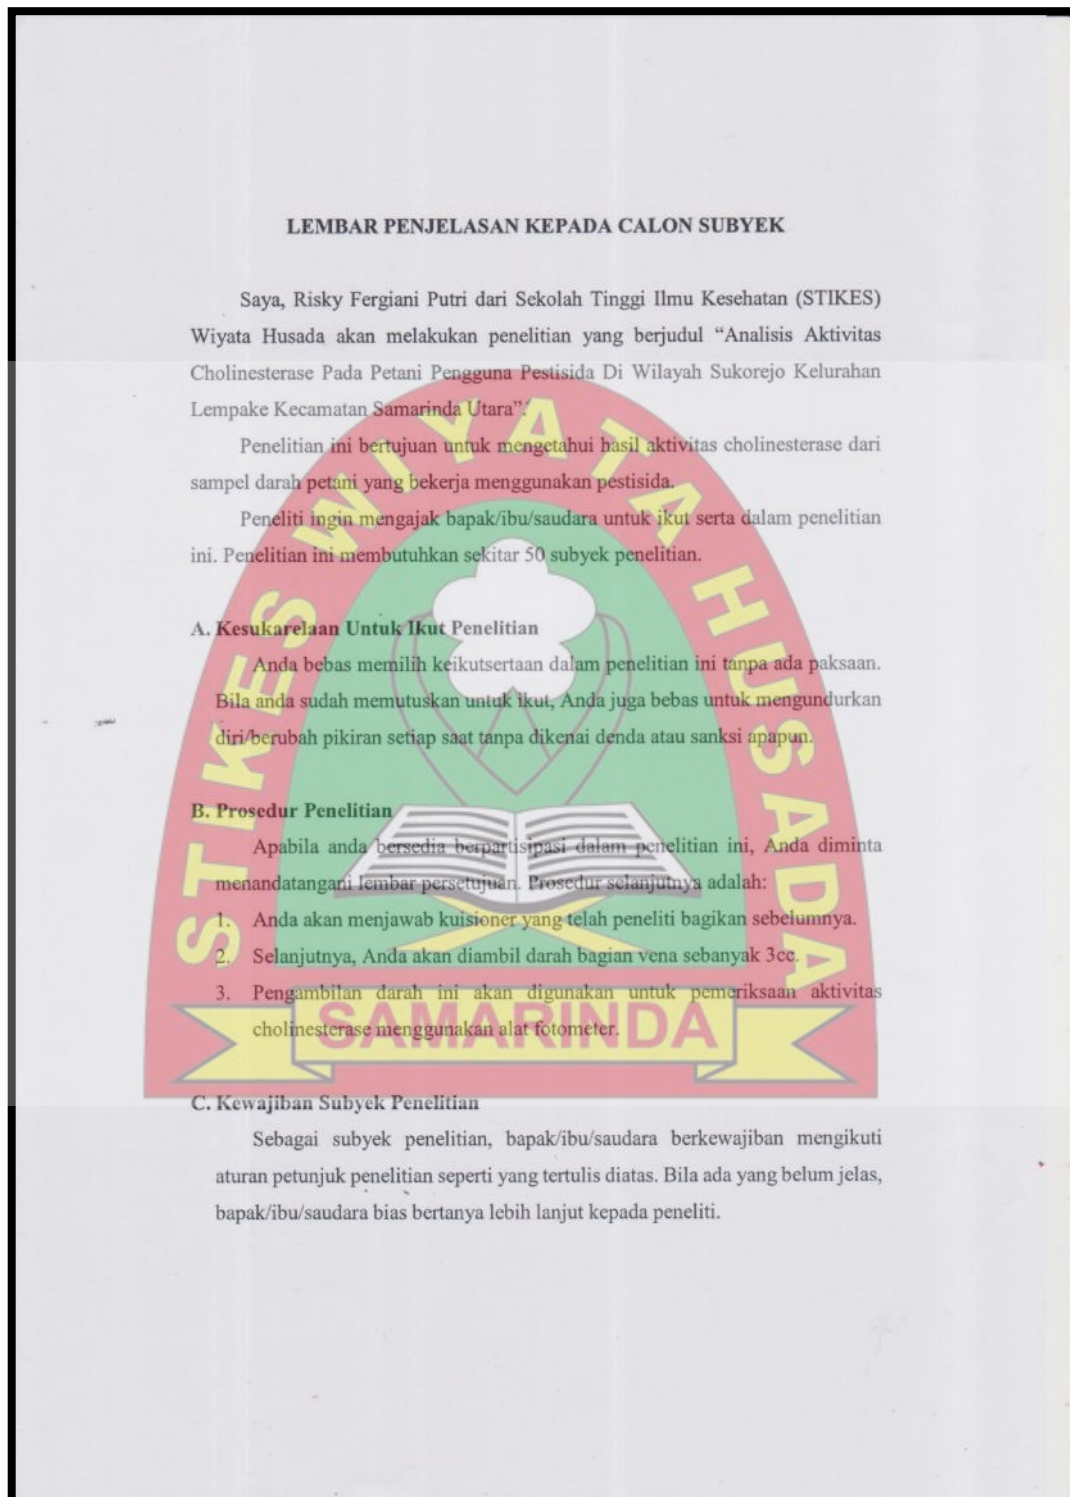 LEMBAR PENJELASAN KEPADA CALON SUBYEK
Saya, Risky Fergiani Putri dari Sekolah Tinggi Ilmu Kesehatan (STIKES)
Wiyata Husada akan melakukan penelitian yang berjudul “Analisis Aktivitas
Cholinesterase Pada Petani Pengguna Pestisida Di Wilayah Sukorejo Kelurahan
Lempake Kecamatan Samarinda Utara”.
Penelitian ini bertujuan untuk mengetahui hasil aktivitas cholinesterase dari
sampel darah petani yang bekerja menggunakan pestisida.
Peneliti ingin mengajak bapak/ibu/saudara untuk ikut serta dalam penelitian
ini. Penelitian ini membutuhkan sekitar 50 subyek penelitian.
A. Kesukarelaan Untuk Ikut Penelitian
Anda bebas memilih keikutsertaan dalam penelitian ini tanpa ada paksaan.
Bila anda sudah memutuskan untuk ikut, Anda juga bebas untuk mengundurkan
diri/berubah pikiran setiap saat tanpa dikenai denda atau sanksi apapun.
B. Prosedur Penelitian
Apabila anda bersedia berpartisipasi dalam penelitian ini, Anda diminta
menandatangani lembar persetujuan. Prosedur selanjutnya adalah:
1. Anda akan menjawab kuisioner yang telah peneliti bagikan sebelumnya.
2. Selanjutnya, Anda akan diambil darah bagian vena sebanyak 3cc.
3. Pengambilan darah ini akan digunakan untuk pemeriksaan aktivitas
cholinesterase menggunakan alat fotometer.
C. Kewajiban Subyek Penelitian
Sebagai subyek penelitian, bapak/ibu/saudara berkewajiban mengikuti
aturan petunjuk penelitian seperti yang tertulis diatas. Bila ada yang belum jelas,
bapak/ibu/saudara bias bertanya lebih lanjut kepada peneliti.
STIKES WIYATA HUSADA
SAMARINDA